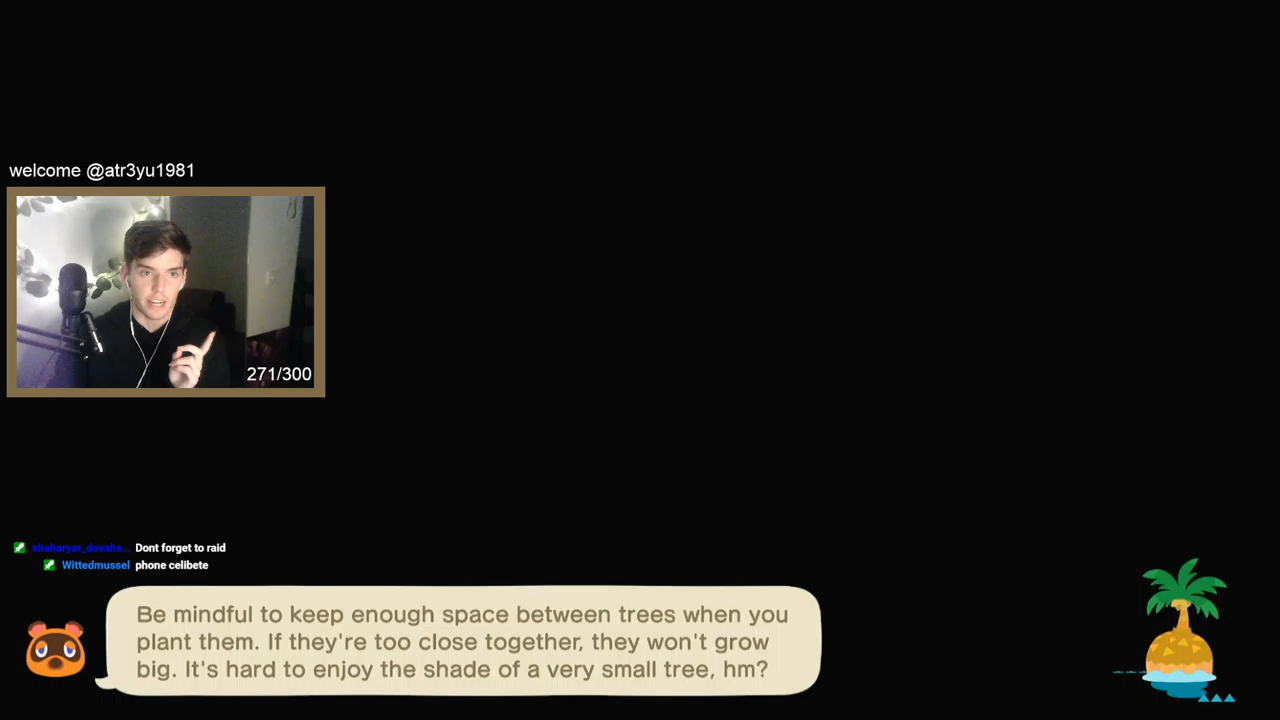 welcome @atr3yu1981
271/300
shaharyar_dovahs... Dont forget to raid
Wittedmussel phone celibete
Be mindful to keep enough space between trees when you
plant them. If they're too close together, they won't grow
big. It's hard to enjoy the shade of a very small tree, hm?